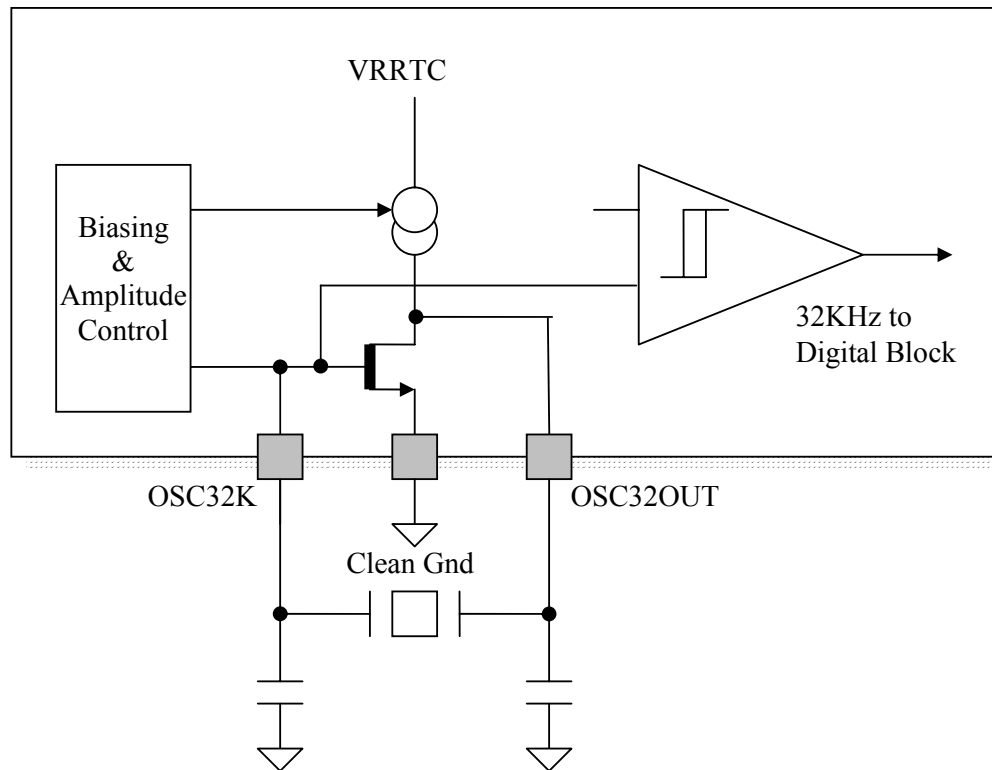 VRRTC
Biasing
&
Amplitude
Control
32KHz to
Digital Block
OSC32K
OSC32OUT
Clean Gnd